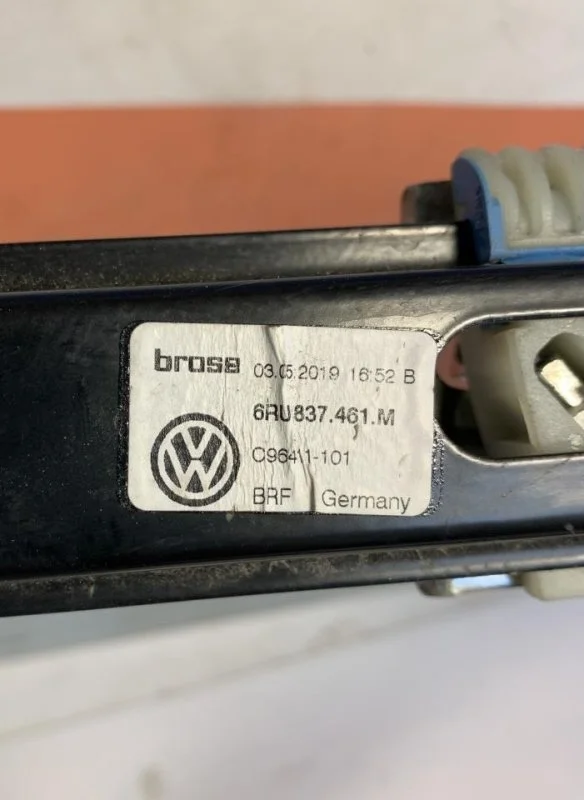 brose 03.05.2019 16:52 B
6RU837.461.M
C96411-101
BRF Germany